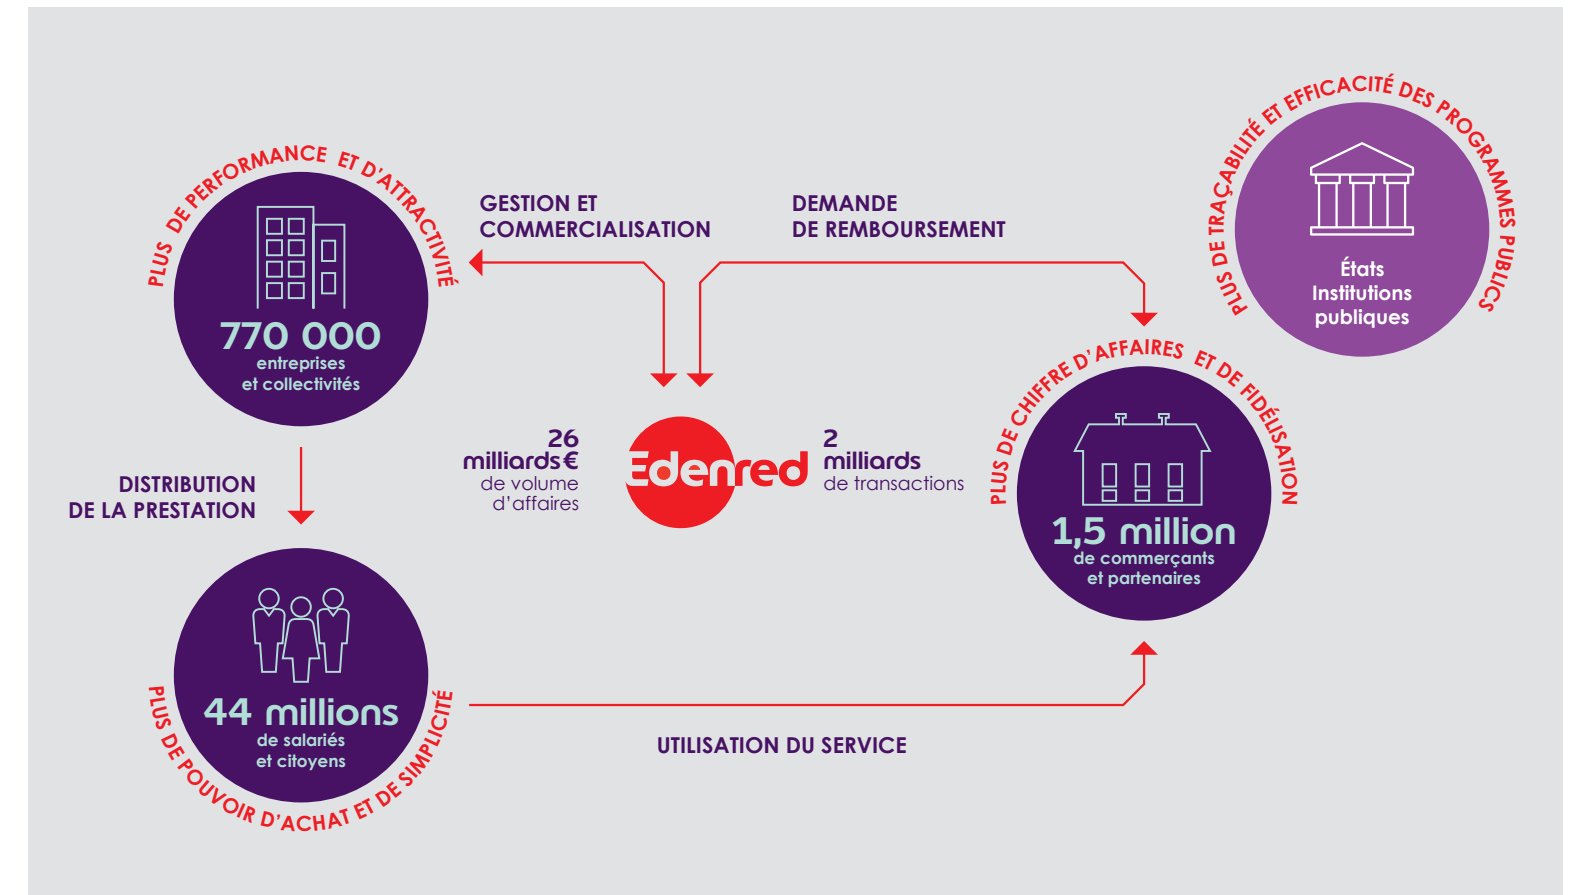 PLUS DE PERFORMANCE ET D'ATTRACTIVITÉ
770 000
entreprises
et collectivités
GESTION ET
COMMERCIALISATION
DEMANDE
DE REMBOURSEMENT
PLUS DE TRAÇABILITÉ ET EFFICACITÉ DES PROGRAMMES PUBLICS
États
Institutions
publiques
DISTRIBUTION
DE LA PRESTATION
26
milliards €
de volume
d'affaires
Edenred
2
milliards
de transactions
PLUS DE CHIFFRE D'AFFAIRES ET DE FIDÉLISATION
1,5 million
de commerçants
et partenaires
44 millions
de salariés
et citoyens
PLUS DE POUVOIR D'ACHAT ET DE SIMPLICITÉ
UTILISATION DU SERVICE